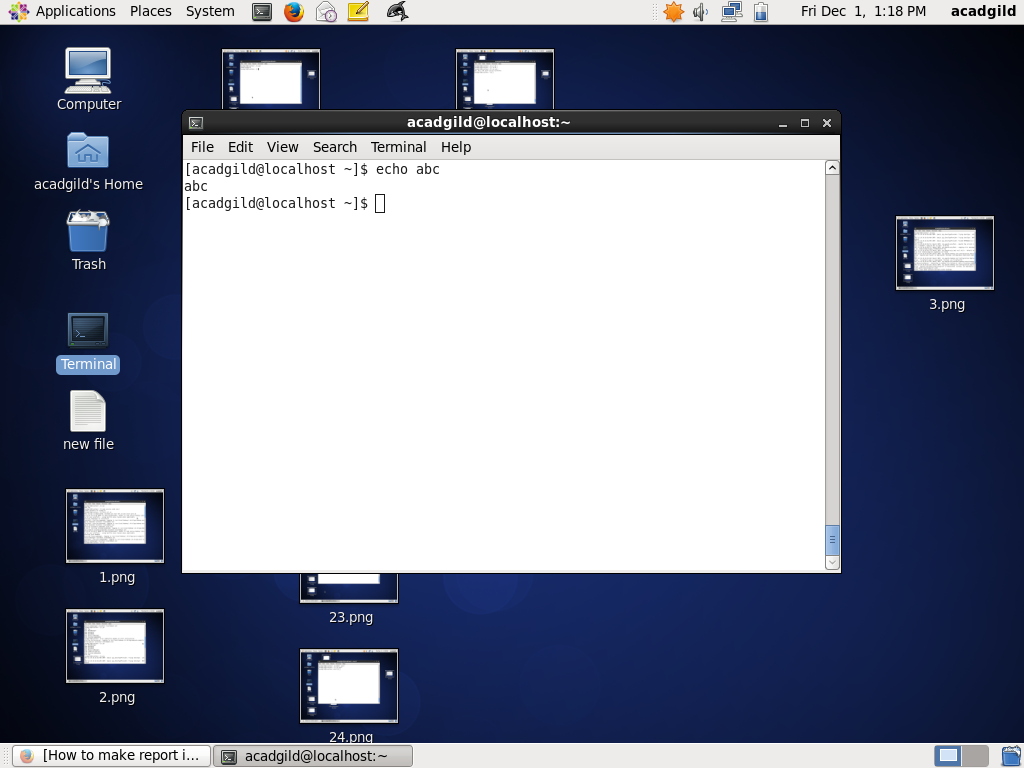 Applications Places System
Fri Dec 1, 1:18 PM acadgild
Computer
acadgild's Home
Trash
Terminal
new file
1.png
2.png
3.png
23.png
24.png
acadgild@localhost:~
File Edit View Search Terminal Help
[acadgild@localhost ~]$ echo abc
abc
[acadgild@localhost ~]$
[How to make report i...
acadgild@localhost:~